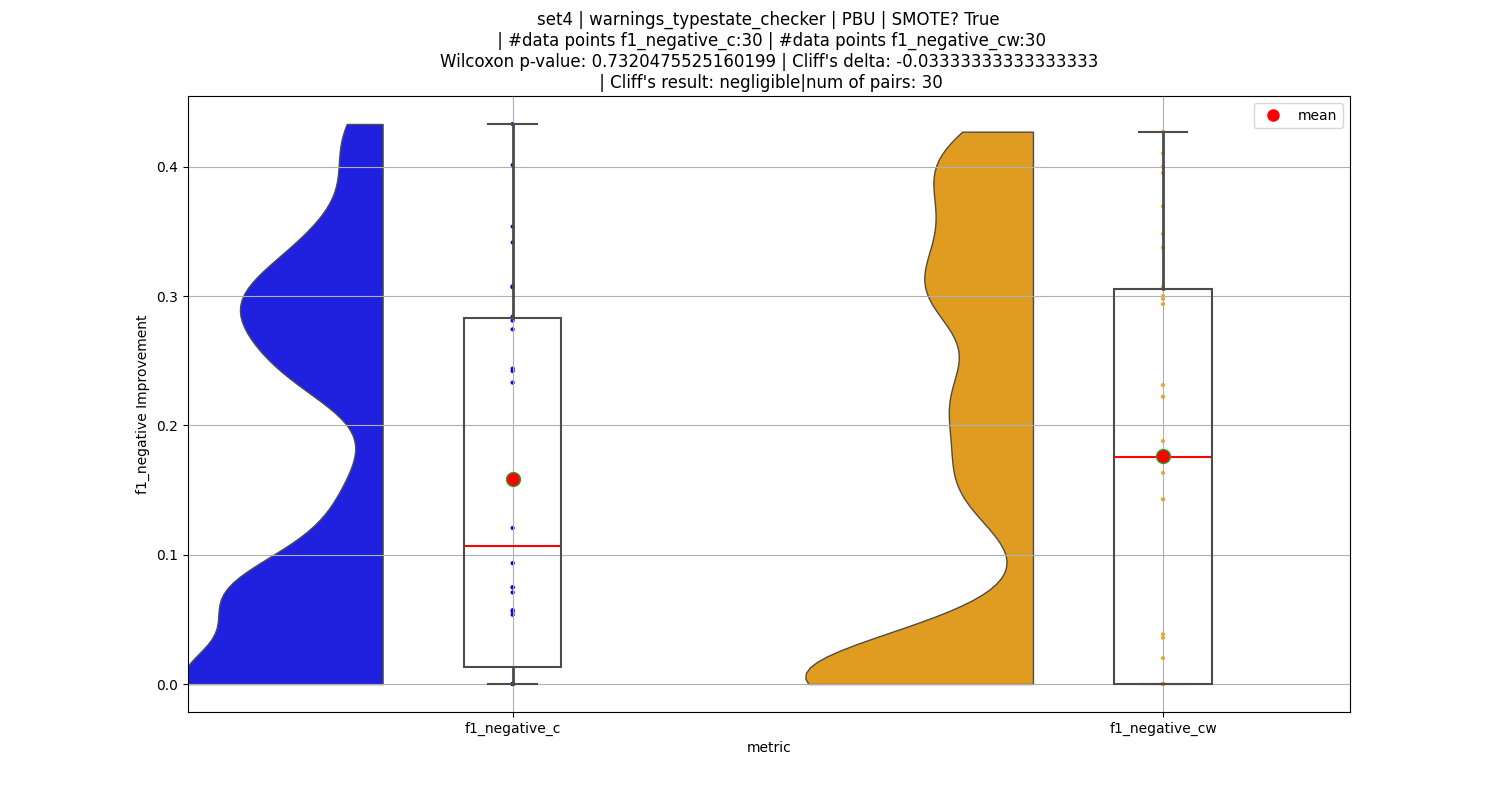 set4 | warnings_typestate_checker | PBU | SMOTE? True
| #data points f1_negative_c:30 | #data points f1_negative_cw:30
Wilcoxon p-value: 0.7320475525160199 | Cliff's delta: -0.03333333333333333
| Cliff's result: negligible|num of pairs: 30
mean
0.4
0.3
0.2
0.1
0.0
f1_negative Improvement
f1_negative_c
f1_negative_cw
metric